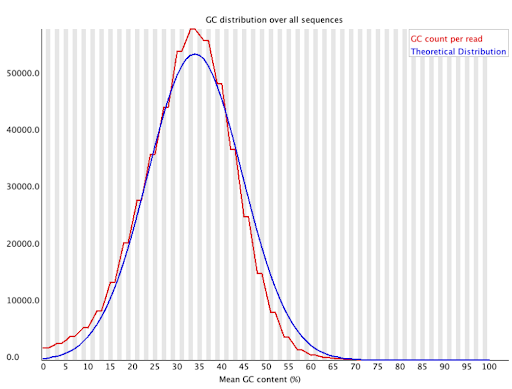 GC distribution over all sequences
GC count per read
Theoretical Distribution
50000.0
40000.0
30000.0
20000.0
10000.0
0.0
0 5 10 15 20 25 30 35 40 45 50 55 60 65 70 75 80 85 90 95 100
Mean GC content (%)